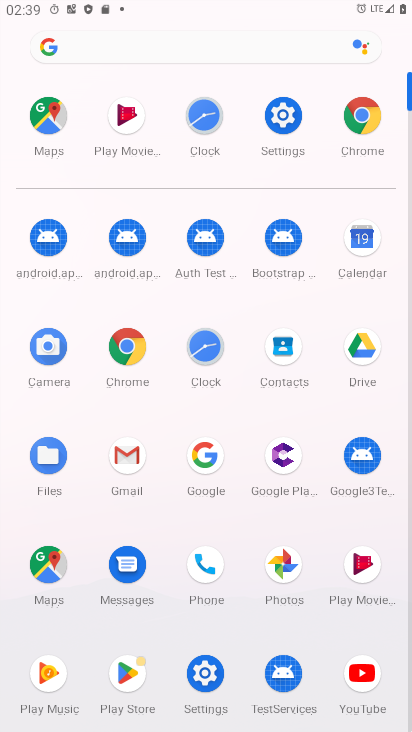 02:39 LTE
Maps Play Movie... Clock Settings Chrome
android.ap... android.ap... Auth Test ... Bootstrap ... Calendar
19
Camera Chrome Clock Contacts Drive
Files Gmail Google Google Pla... Google3Te...
Maps Messages Phone Photos Play Movie...
Play Music Play Store Settings TestServices YouTube